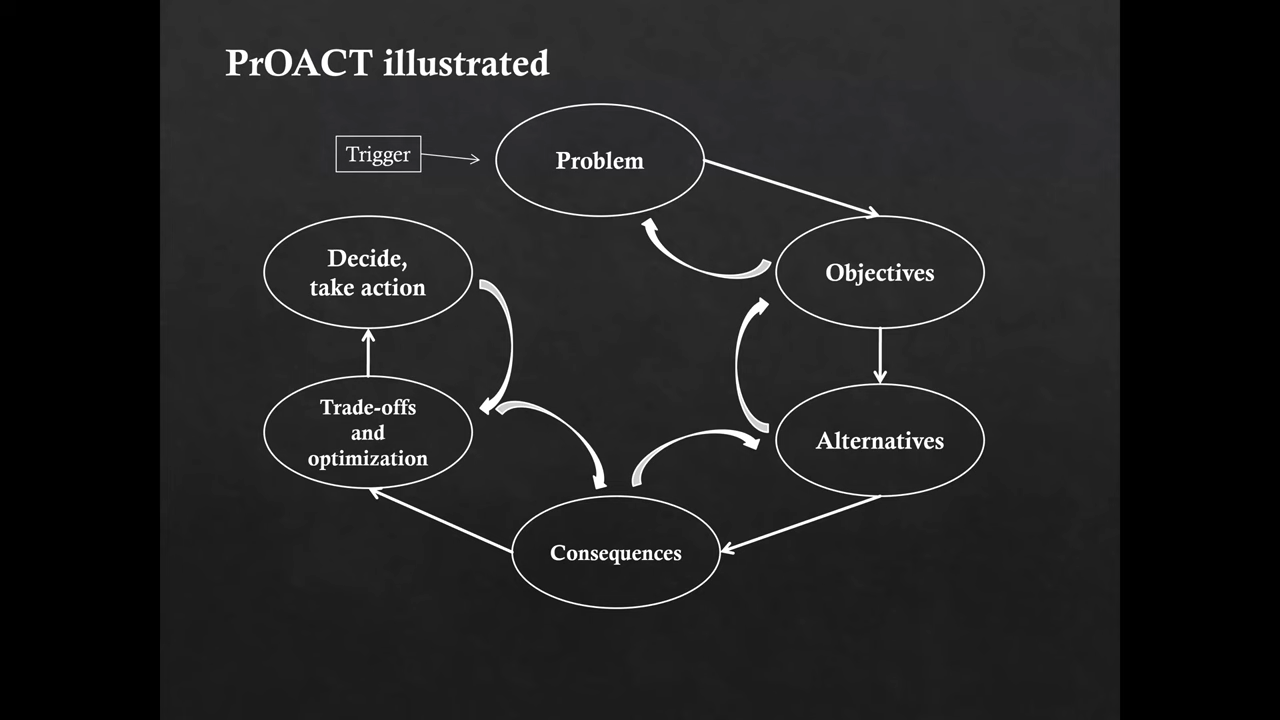 PrOACT illustrated
Trigger
Problem
Objectives
Alternatives
Consequences
Trade-offs
and
optimization
Decide,
take action